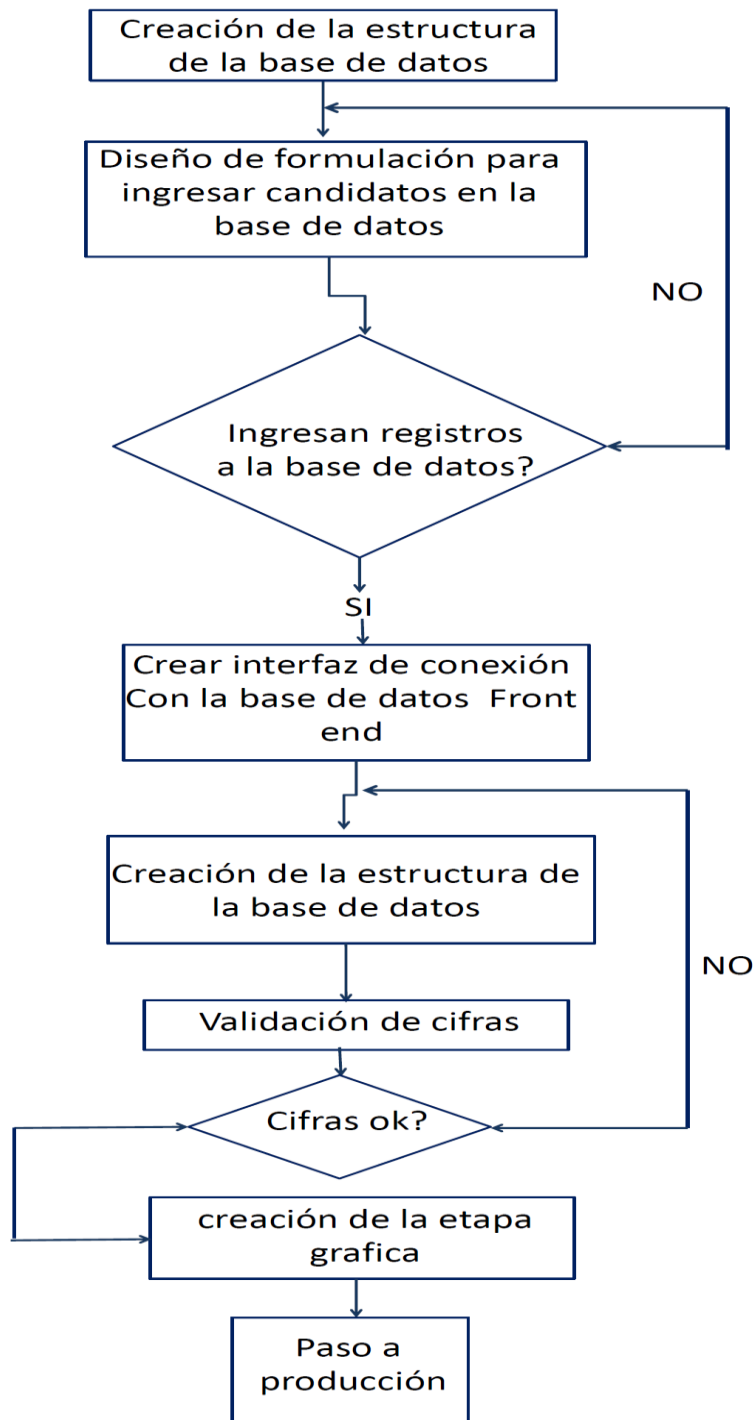 Creación de la estructura
de la base de datos
Diseño de formulación para
ingresar candidatos en la
base de datos
NO
Ingresan registros
a la base de datos?
SI
Crear interfaz de conexión
Con la base de datos Front
end
Creación de la estructura de
la base de datos
NO
Validación de cifras
Cifras ok?
creación de la etapa
grafica
Paso a
producción